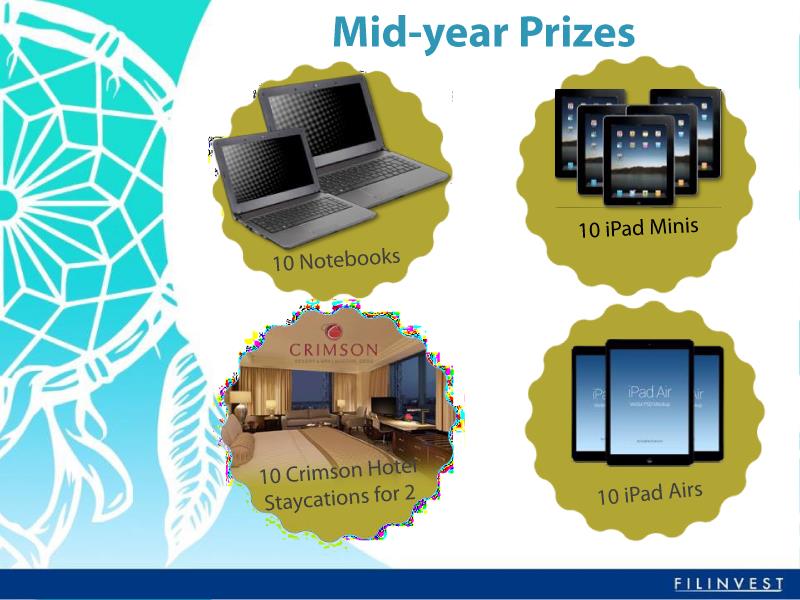 Mid-year Prizes
10 Notebooks
10 iPad Minis
CRIMSON
10 Crimson Hotel
Staycations for 2
iPad Air
10 iPad Airs
FILINVEST